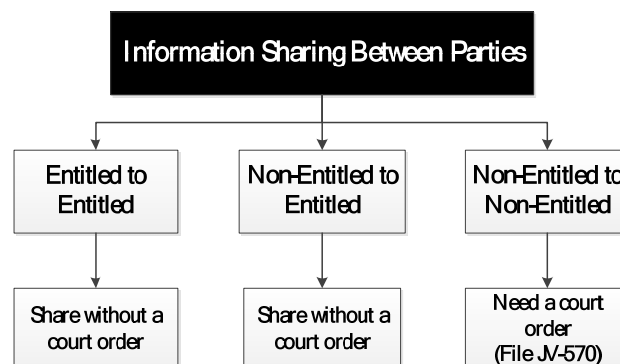 Information Sharing Between Parties
Entitled to
Entitled
Non-Entitled to
Entitled
Non-Entitled to
Non-Entitled
Share without a
court order
Share without a
court order
Need a court
order
(File JV-570)